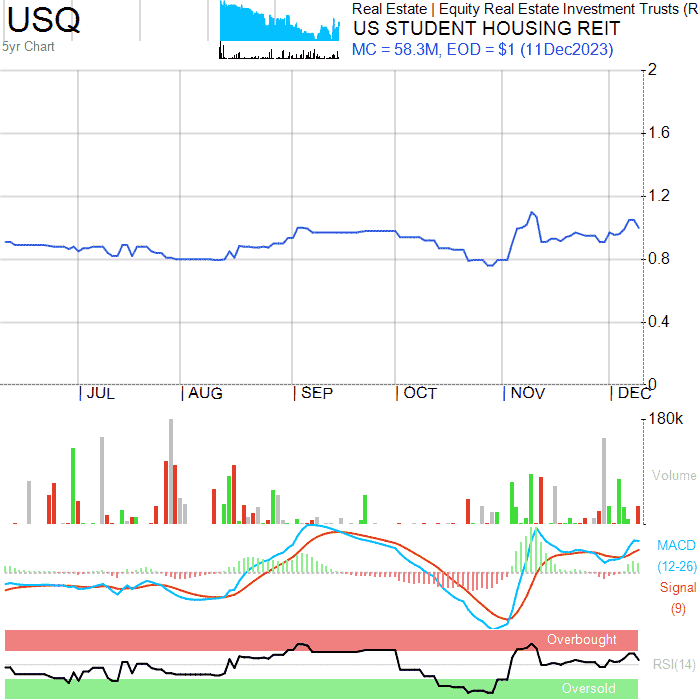 USQ
5yr Chart
Real Estate | Equity Real Estate Investment Trusts (R
US STUDENT HOUSING REIT
MC = 58.3M, EOD = $1 (11Dec2023)
2
1.6
1.2
0.8
0.4
0
| JUL | AUG | SEP | OCT | NOV | DEC
180k
Volume
MACD
(12-26)
Signal
(9)
Overbought
RSI(14)
Oversold